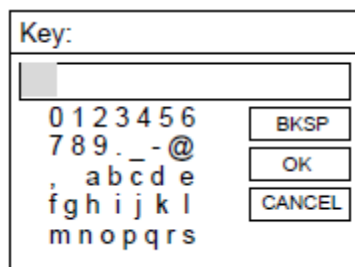 Key:
0 1 2 3 4 5 6
7 8 9 . _ - @
, a b c d e
f g h i j k l
m n o p q r s
BKSP
OK
CANCEL